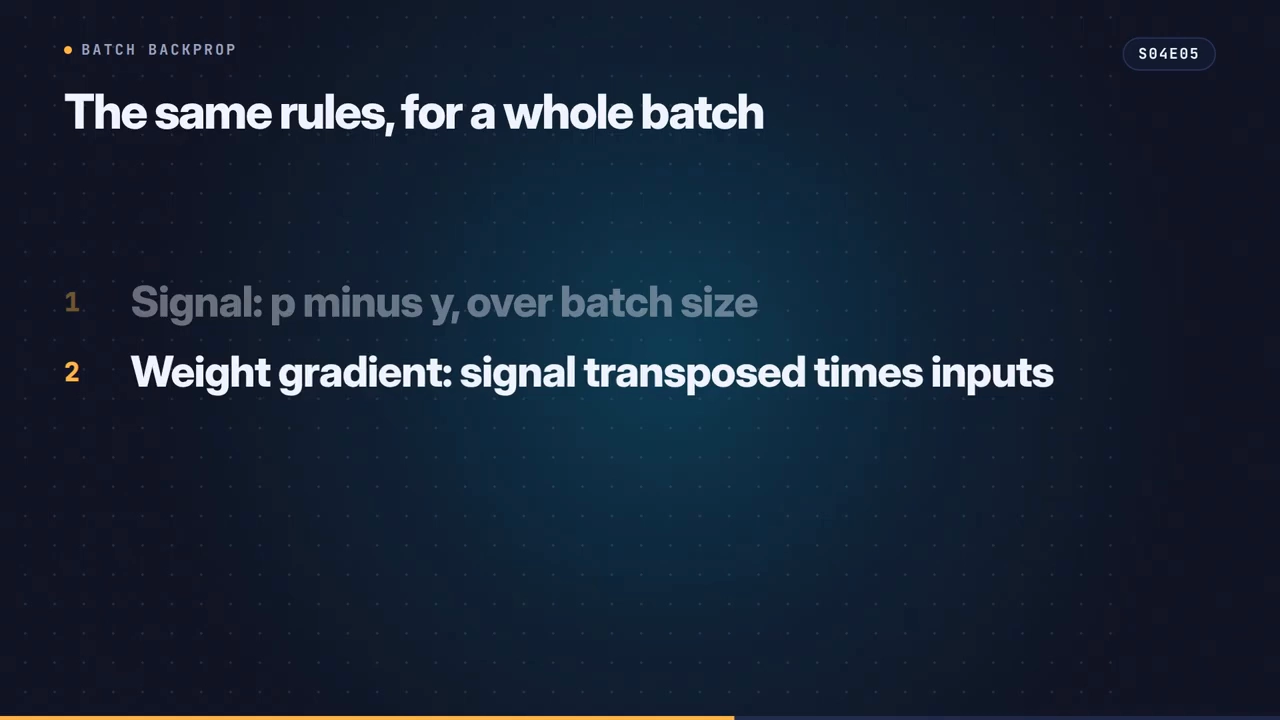 BATCH BACKPROP
S04E05
The same rules, for a whole batch
1 Signal: p minus y, over batch size
2 Weight gradient: signal transposed times inputs